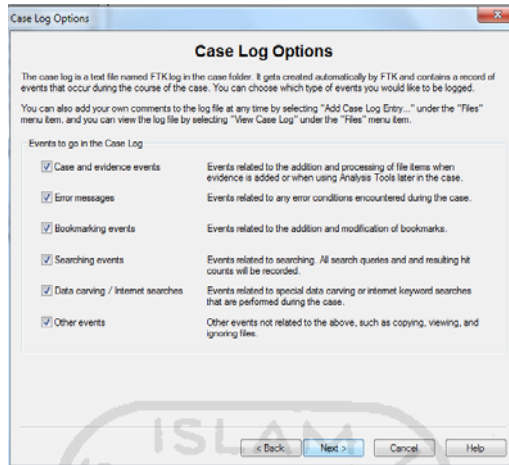 Case Log Options
Case Log Options
The case log is a text file named FTK.log in the case folder. It gets created automatically by FTK and contains a record of
events that occur during the course of the case. You can choose which type of events you would like to be logged.
You can also add your own comments to the log file at any time by selecting "Add Case Log Entry..." under the "Files"
menu item, and you can view the log file by selecting "View Case Log" under the "Files" menu item.
Events to go in the Case Log
Case and evidence events
Events related to the addition and processing of file items when
evidence is added or when using Analysis Tools later in the case.
Error messages
Events related to any error conditions encountered during the case.
Bookmarking events
Events related to the addition and modification of bookmarks.
Searching events
Events related to searching. All search queries and and resulting hit
counts will be recorded.
Data carving / Internet searches
Events related to special data carving or internet keyword searches
that are performed during the case.
Other events
Other events not related to the above, such as copying, viewing, and
ignoring files.
ISLAM
< Back
Next >
Cancel
Help